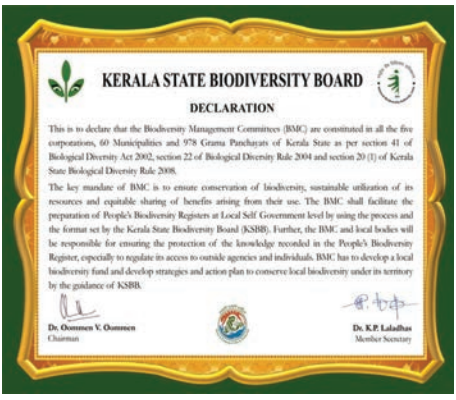 KERALA STATE BIODIVERSITY BOARD
DECLARATION
This is to declare that the Biodiversity Management Committees (BMC) are constituted in all the five
corporations, 60 Municipalities and 978 Grama Panchayats of Kerala State as per section 41 of
Biological Diversity Act 2002, section 22 of Biological Diversity Rule 2004 and section 20 (1) of Kerala
State Biological Diversity Rule 2008.
The key mandate of BMC is to ensure conservation of biodiversity, sustainable utilization of its
resources and equitable sharing of benefits arising from their use. The BMC shall facilitate the
preparation of People's Biodiversity Registers at Local Self Government level by using the process and
the format set by the Kerala State Biodiversity Board (KSBB). Further, the BMC and local bodies will
be responsible for ensuring the protection of the knowledge recorded in the People's Biodiversity
Register, especially to regulate its access to outside agencies and individuals. BMC has to develop a local
biodiversity fund and develop strategies and action plan to conserve local biodiversity under its territory
by the guidance of KSBB.
Dr. Oommen V. Oommen
Chairman
Dr. K.P. Laladhas
Member Secretary